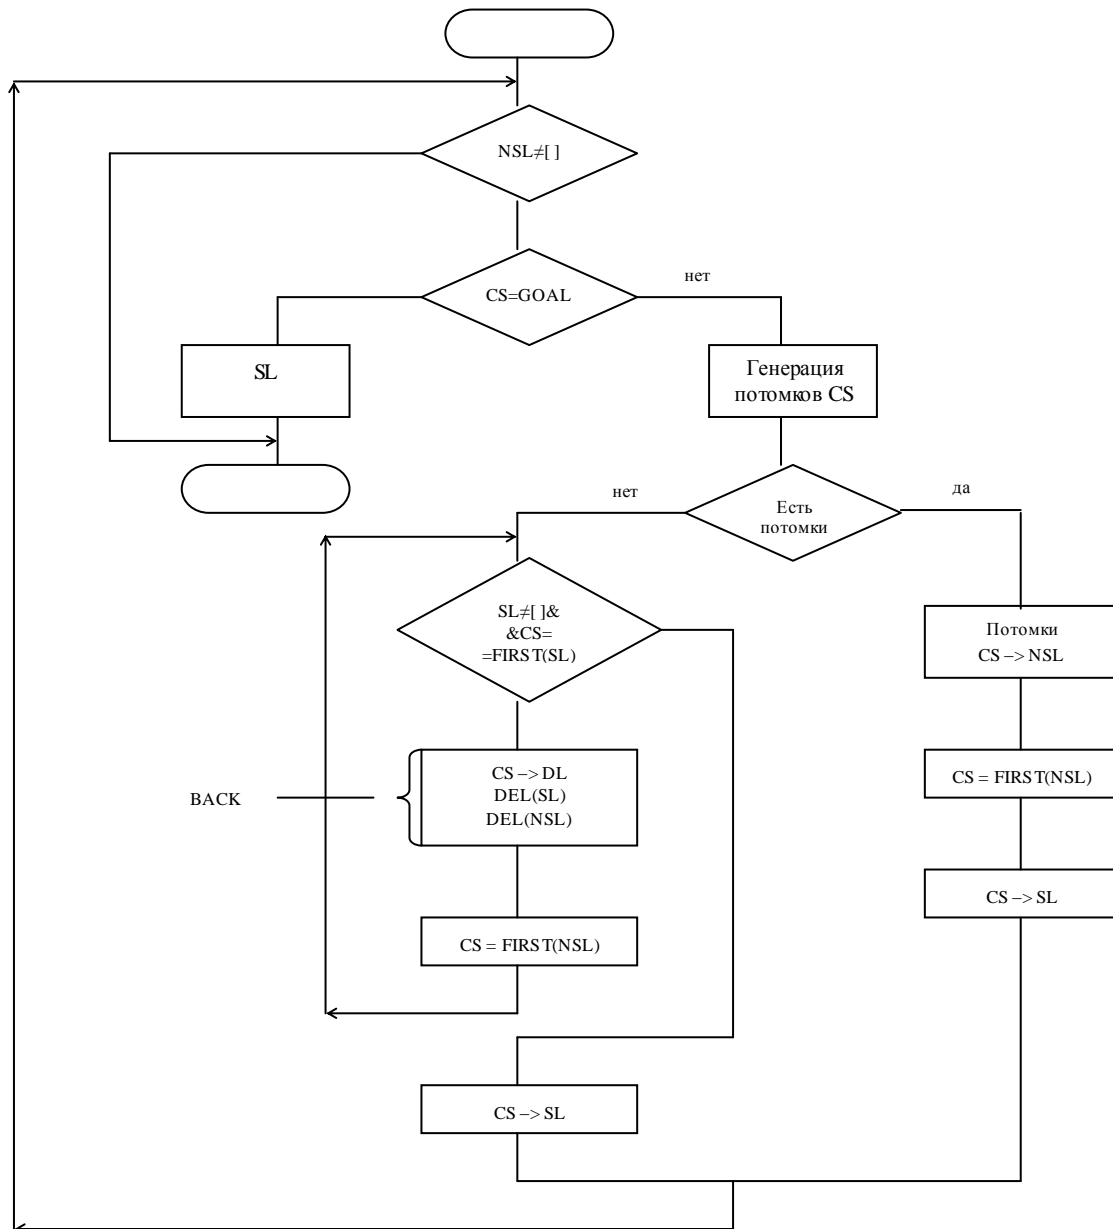 NSL≠[ ]
CS=GOAL
нет
SL
Генерация
потомков CS
нет
Есть
потомки
да
SL≠[ ]&
&CS=
=FIRST(SL)
Потомки
CS –> NSL
BACK
CS –> DL
DEL(SL)
DEL(NSL)
CS = FIRST(NSL)
CS –> SL
CS = FIRST(NSL)
CS –> SL